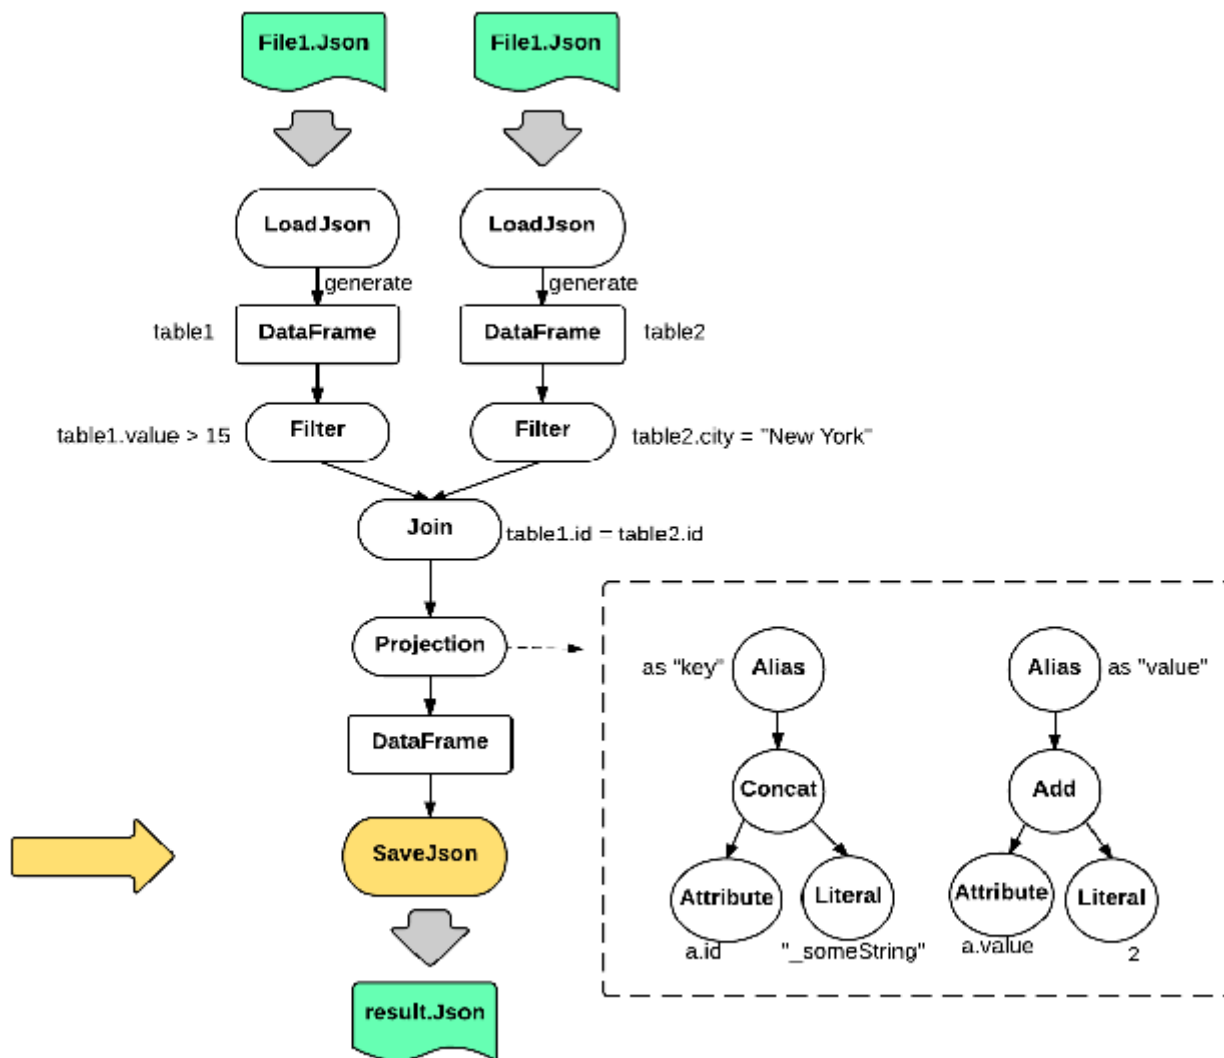 File1.Json File1.Json
LoadJson LoadJson
generate generate
table1 DataFrame DataFrame table2
table1.value > 15 Filter Filter table2.city = "New York"
Join table1.id = table2.id
Projection
as "key" Alias Alias as "value"
DataFrame
Concat Add
SaveJson
Attribute Literal Attribute Literal
a.id "_someString" a.value 2
result.Json